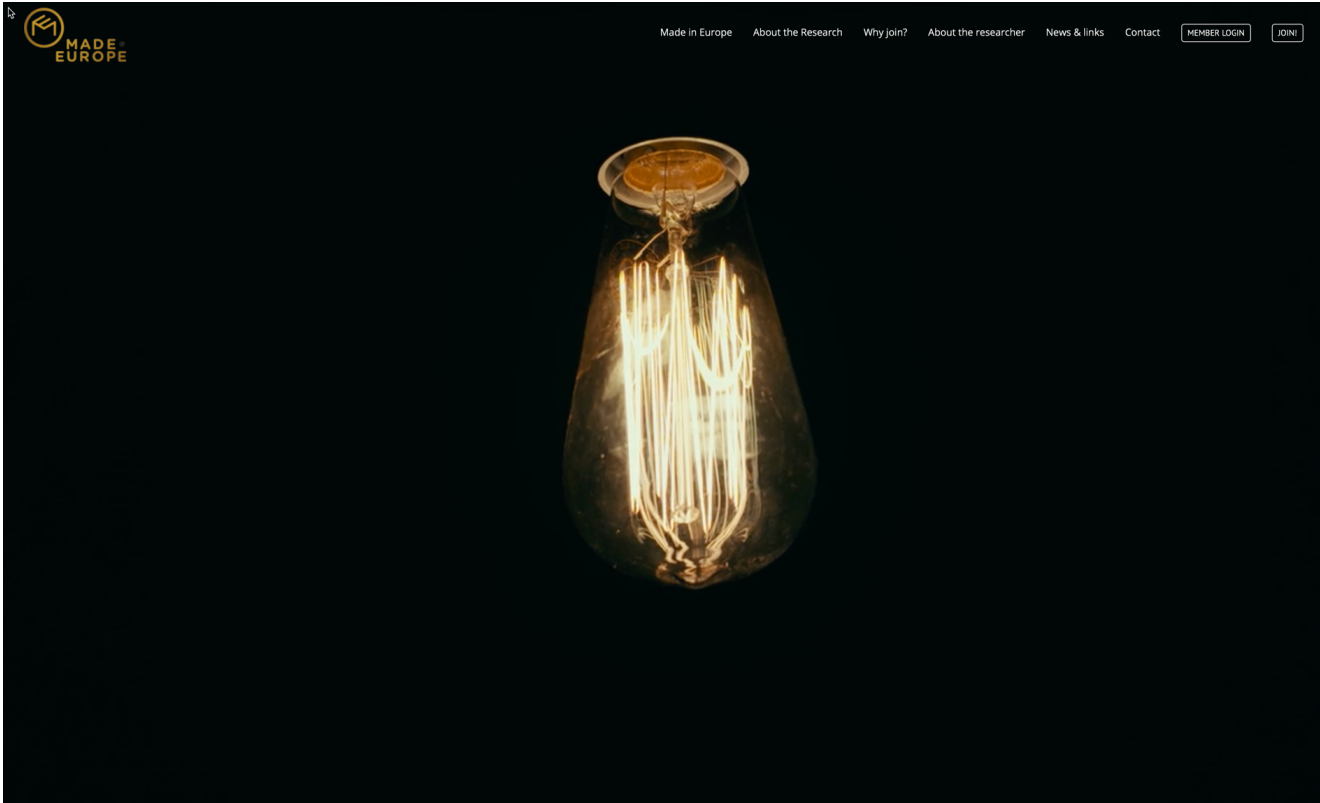 MADE
EUROPE
Made in Europe
About the Research
Why join?
About the researcher
News & links
Contact
MEMBER LOGIN
JOIN!